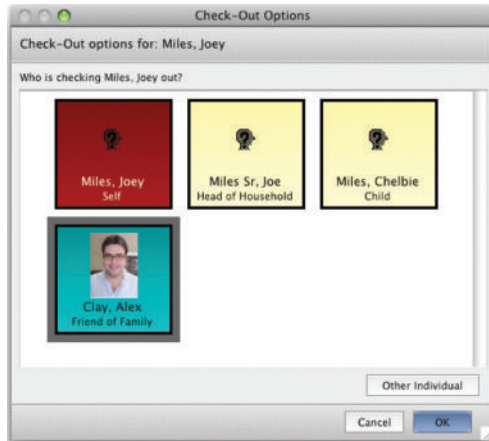 Check-Out Options
Check-Out options for: Miles, Joey
Who is checking Miles, Joey out?
Miles, Joey
Self
Miles Sr, Joe
Head of Household
Miles, Chelbie
Child
Clay, Alex
Friend of Family
Other Individual
Cancel
OK